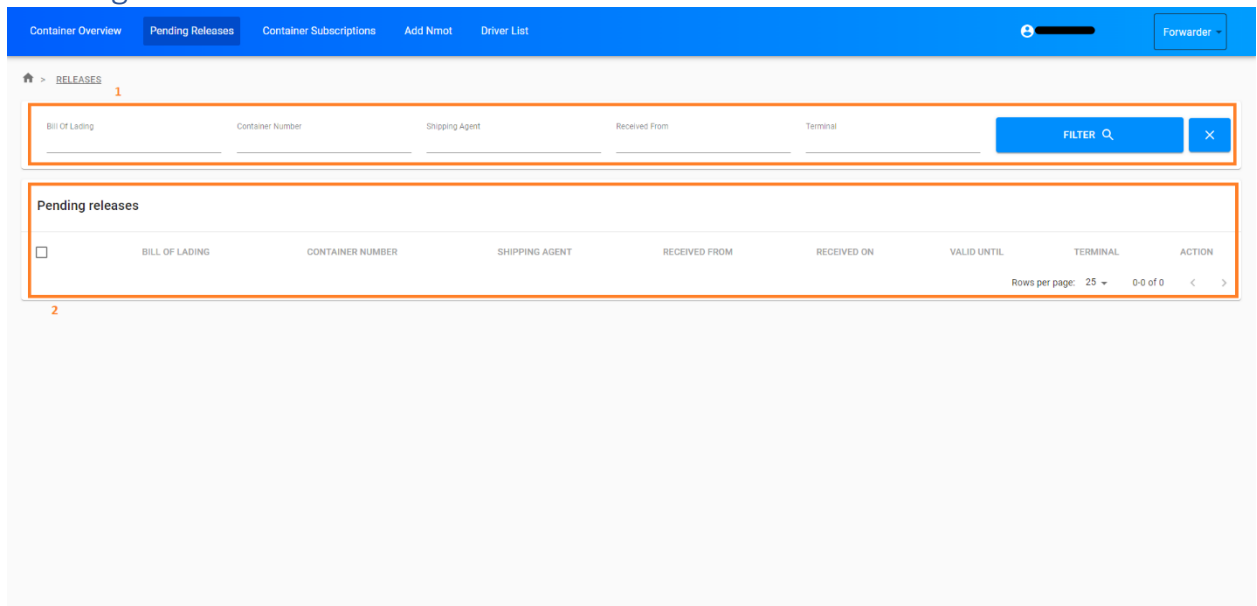 Container Overview Pending Releases Container Subscriptions Add Nmot Driver List Forwarder
> RELEASES
1
Bill Of Lading Container Number Shipping Agent Received From Terminal
FILTER
Pending releases
BILL OF LADING CONTAINER NUMBER SHIPPING AGENT RECEIVED FROM RECEIVED ON VALID UNTIL TERMINAL ACTION
Rows per page: 25 0-0 of 0 < >
2